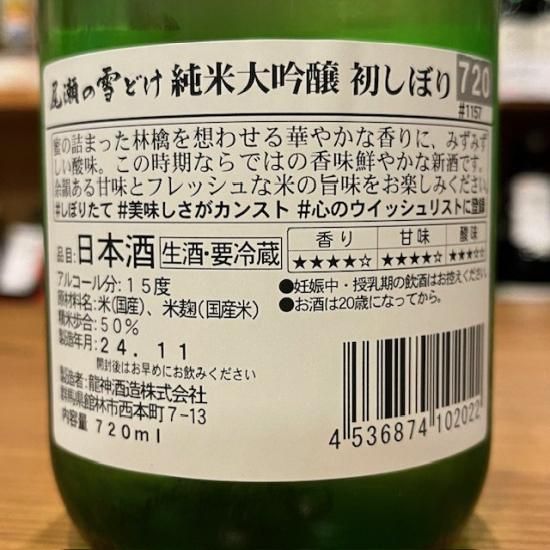 尾瀬の雪どけ 純米大吟醸 初しぼり 720
#1157
蜜の詰まった林檎を想わせる華やかな香りに、みずみず
しい酸味。この時期ならではの香味鮮やかな新酒です。
余韻ある甘味とフレッシュな米の旨味をお楽しみください。
#しぼりたて #美味しさがカンスト #心のウイッシュリストに登録
品目:日本酒 生酒・要冷蔵
香り 甘味 酸味
★★★★☆ ★★★★☆ ★★★★☆
アルコール分:15度
原材料名:米(国産)、米麹(国産米)
精米歩合:50%
製造年月:24.11
開封後はお早めにお飲みください
製造者:龍神酒造株式会社
群馬県館林市西本町7-13
内容量 720ml
●妊娠中・授乳期の飲酒はお控えください。
●お酒は20歳になってから。
4 536874 102022